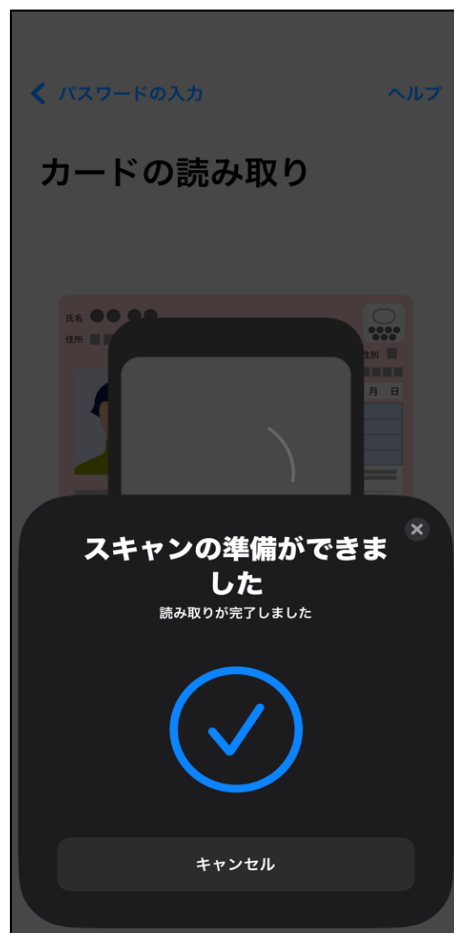 パスワードの入力
ヘルプ
カードの読み取り
氏名
住所
性別
月 日
スキャンの準備ができま
した
読み取りが完了しました
キャンセル